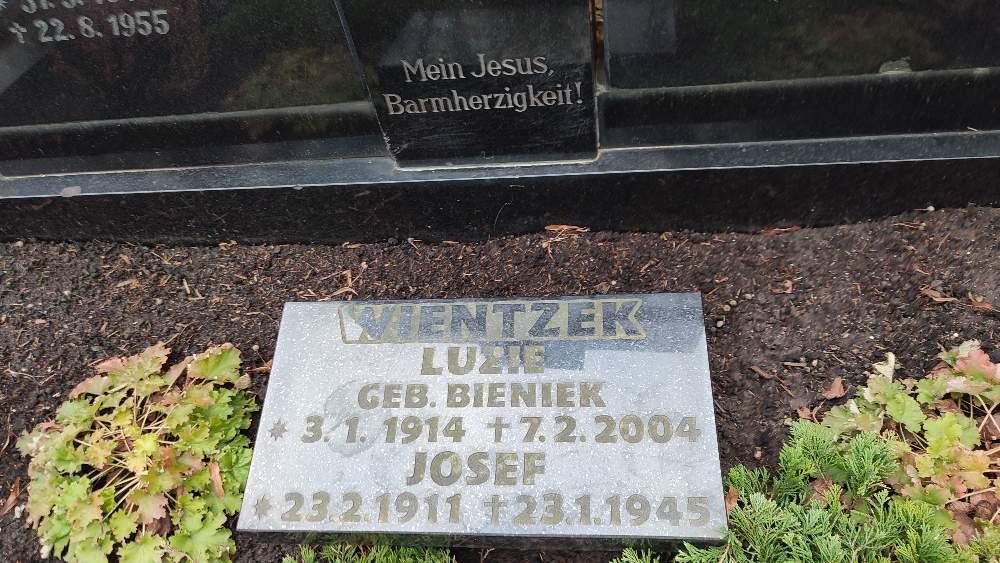 ✝ 22.8.1955
Mein Jesus,
Barmherzigkeit!
WIENTZEK
LUZIE
GEB. BIENIEK
* 3. 1. 1914 ✝ 7. 2. 2004
JOSEF
* 23.2.1911 ✝ 23.1.1945